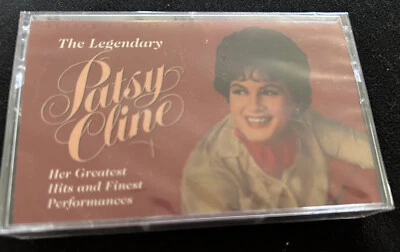 The Legendary
Patsy
Cline
Her Greatest
Hits and Finest
Performances